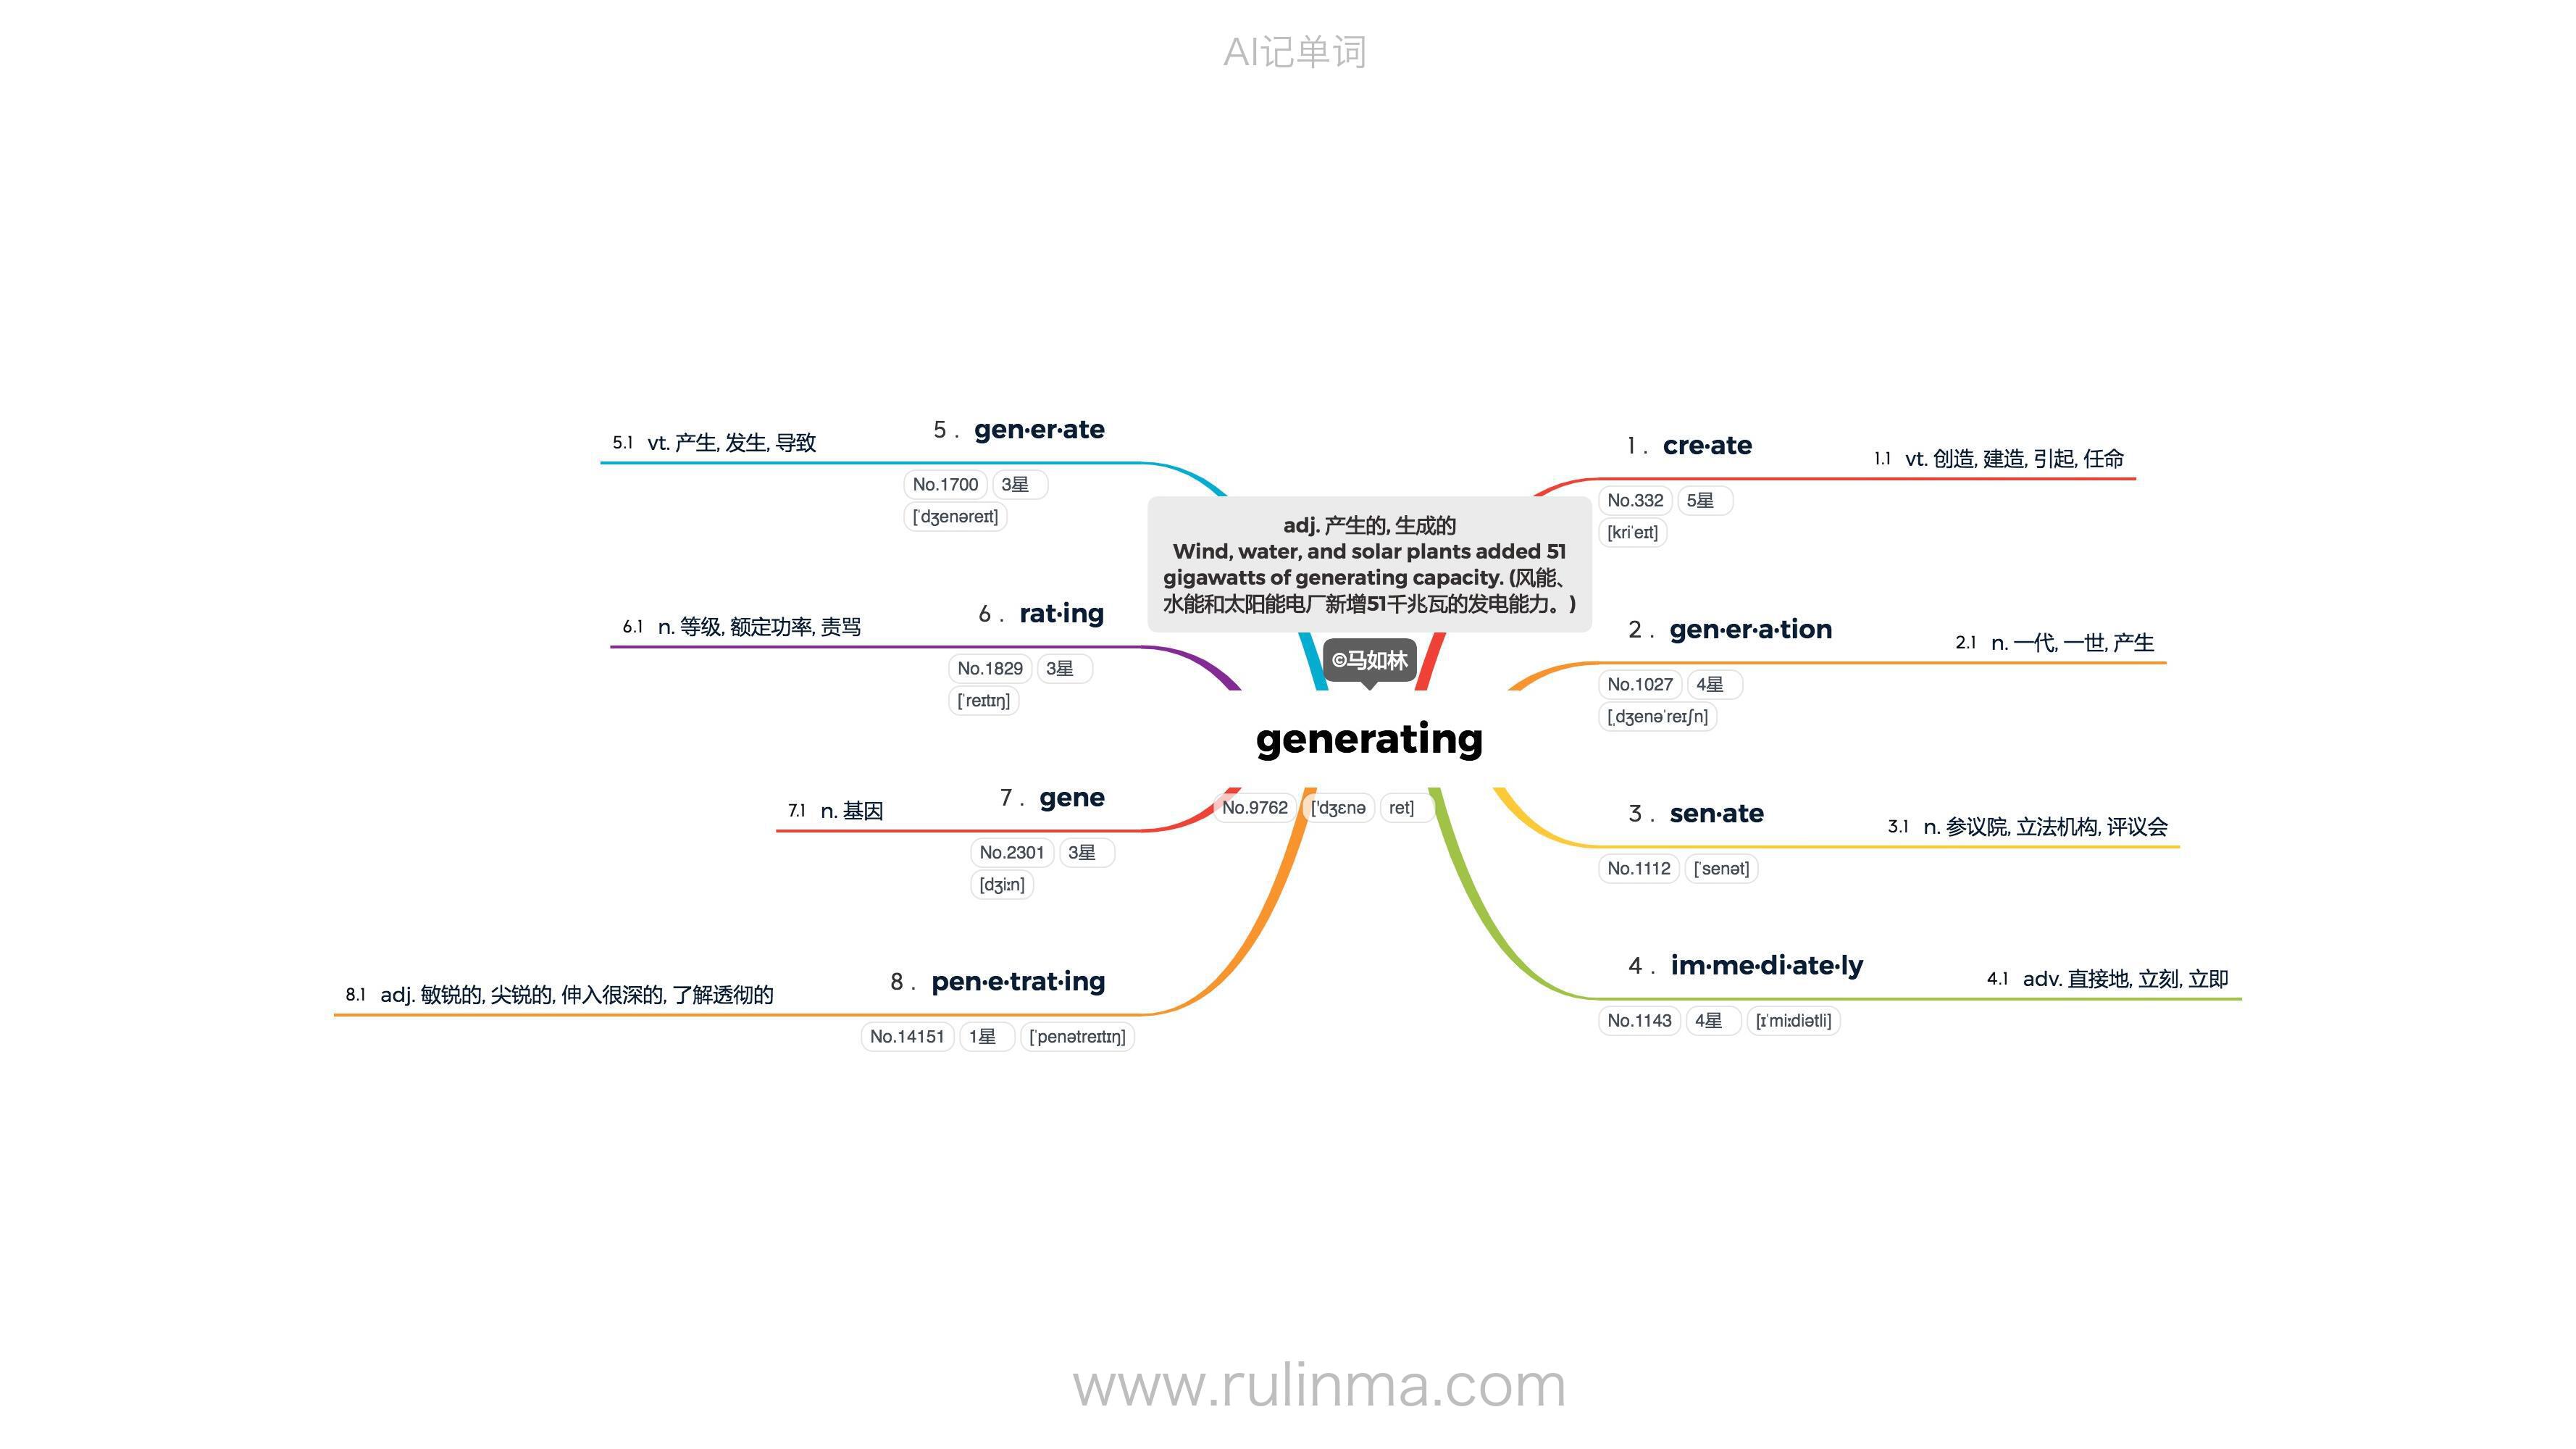 AI记单词
5 . gen·er·ate
5.1 vt. 产生, 发生, 导致
No.1700 3星
[ˈdʒenəreɪt]
6 . rat·ing
6.1 n. 等级, 额定功率, 责骂
No.1829 3星
[ˈreɪtɪŋ]
7 . gene
7.1 n. 基因
No.2301 3星
[dʒiːn]
8 . pen·e·trat·ing
8.1 adj. 敏锐的, 尖锐的, 伸入很深的, 了解透彻的
No.14151 1星 [ˈpenətreɪtɪŋ]
adj. 产生的, 生成的
Wind, water, and solar plants added 51
gigawatts of generating capacity. (风能、
水能和太阳能电厂新增51千兆瓦的发电能力。)
©马如林
generating
No.9762 ['dʒɛnə ret]
1 . cre·ate
1.1 vt. 创造, 建造, 引起, 任命
No.332 5星
[kriˈeɪt]
2 . gen·er·a·tion
2.1 n. 一代, 一世, 产生
No.1027 4星
[ˌdʒenəˈreɪʃn]
3 . sen·ate
3.1 n. 参议院, 立法机构, 评议会
No.1112 [ˈsenət]
4 . im·me·di·ate·ly
4.1 adv. 直接地, 立刻, 立即
No.1143 4星 [ɪˈmiːdiətli]
www.rulinma.com